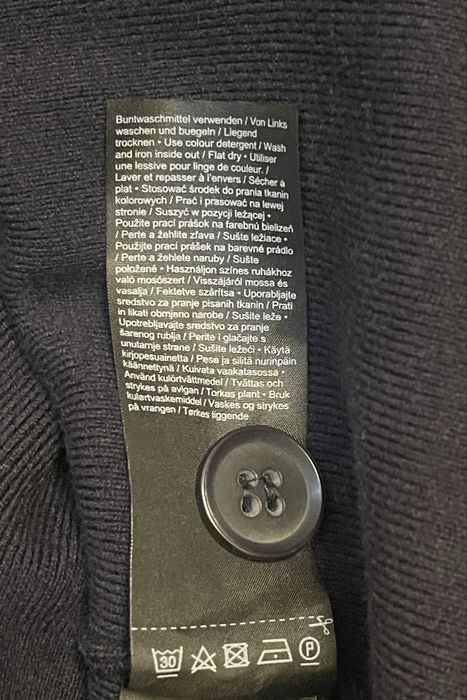 Buntwaschmittel verwenden / Von Links
waschen und buegeln / Liegend
trocknen • Use colour detergent / Wash
and iron inside out / Flat dry • Utiliser
une lessive pour linge de couleur. /
Laver et repasser à l'envers / Sécher à
plat • Stosować środek do prania tkanin
kolorowych / Prać i prasować na lewej
stronie / Suszyć w pozycji leżącej •
Použite prací prášok na farebnú bielizeň
/ Perte a žehlite zľava / Sušte ležiace •
Použijte prací prášek na barevné prádlo
/ Perte a žehlete naruby / Sušte
položené • Használjon színes ruhákhoz
való mosószert / Visszájáról mossa és
vasalja / Fektetve szárítsa • Uporabljajte
sredstvo za pranje pisanih tkanin / Prati
in likati obrnjeno narobe / Sušite leže •
Upotrebljavajte sredstvo za pranje
šarenog rublja / Perite i glačajte s
unutarnje strane / Sušite ležeći • Käytä
kirjopesuainetta / Pese ja silitä nurinpäin
käännettynä / Kuivata vaakatasossa •
Använd kulörtvättmedel / Tvättas och
strykes på avigan / Torkas plant • Bruk
kulørtvaskemiddel / Vaskes og strykes
på vrangen / Tørkes liggende
30 P